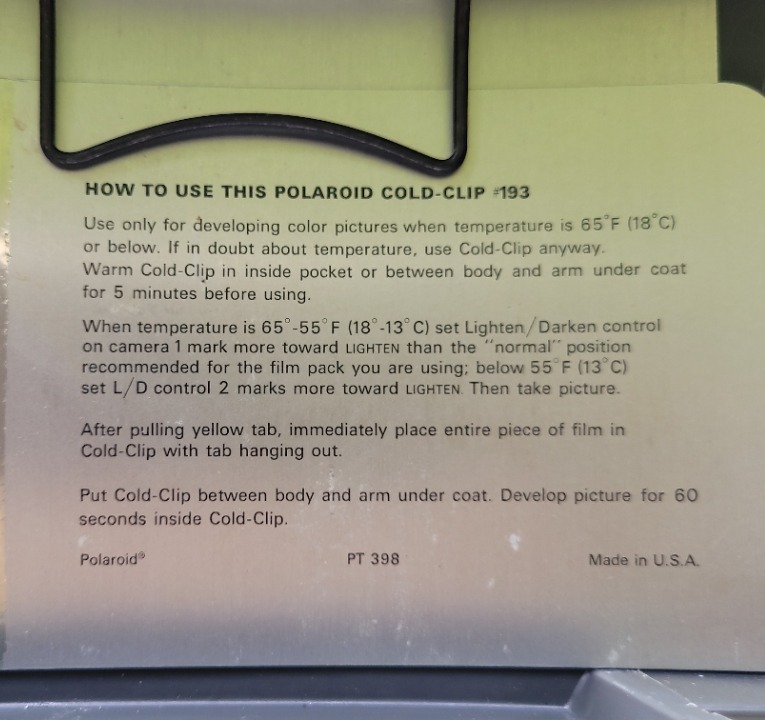 HOW TO USE THIS POLAROID COLD-CLIP #193
Use only for developing color pictures when temperature is 65°F (18°C)
or below. If in doubt about temperature, use Cold-Clip anyway.
Warm Cold-Clip in inside pocket or between body and arm under coat
for 5 minutes before using.
When temperature is 65°-55°F (18°-13°C) set Lighten/Darken control
on camera 1 mark more toward LIGHTEN than the "normal" position
recommended for the film pack you are using; below 55°F (13°C)
set L/D control 2 marks more toward LIGHTEN. Then take picture.
After pulling yellow tab, immediately place entire piece of film in
Cold-Clip with tab hanging out.
Put Cold-Clip between body and arm under coat. Develop picture for 60
seconds inside Cold-Clip.
Polaroid® PT 398 Made in U.S.A.